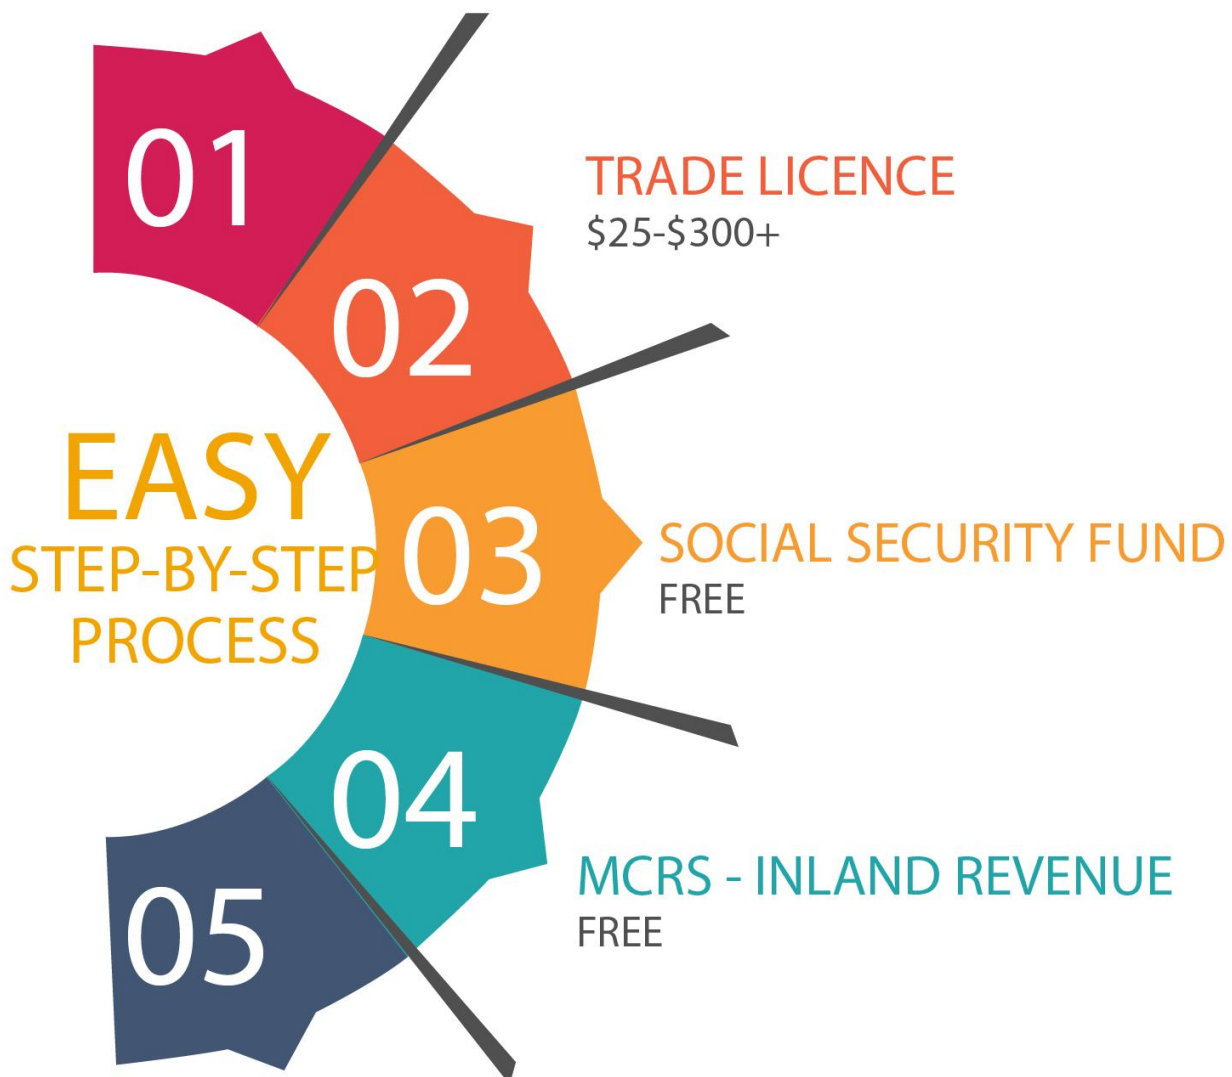 01
TRADE LICENCE
$25-$300+
02
EASY
STEP-BY-STEP
PROCESS
03
SOCIAL SECURITY FUND
FREE
04
MCRS - INLAND REVENUE
FREE
05